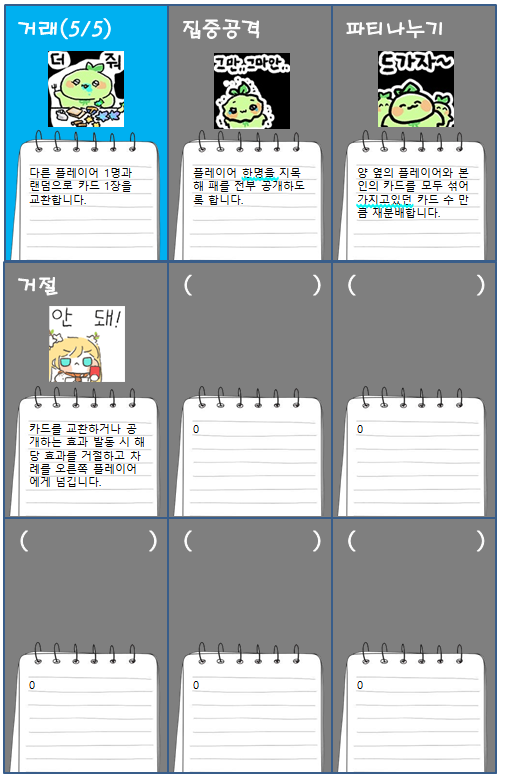 거래(5/5)
더 줘
다른 플레이어 1명과
랜덤으로 카드 1장을
교환합니다.
집중공격
그만,,그마안,,
플레이어 한명을 지목
해 패를 전부 공개하도
록 합니다.
파티나누기
드가자~
양 옆의 플레이어와 본
인의 카드를 모두 섞어
가지고있던 카드 수 만
큼 재분배합니다.
거절
안 돼!
카드를 교환하거나 공
개하는 효과 발동 시 해
당 효과를 거절하고 차
례를 오른쪽 플레이어
에게 넘깁니다.
( )
0
( )
0
( )
0
( )
0
( )
0